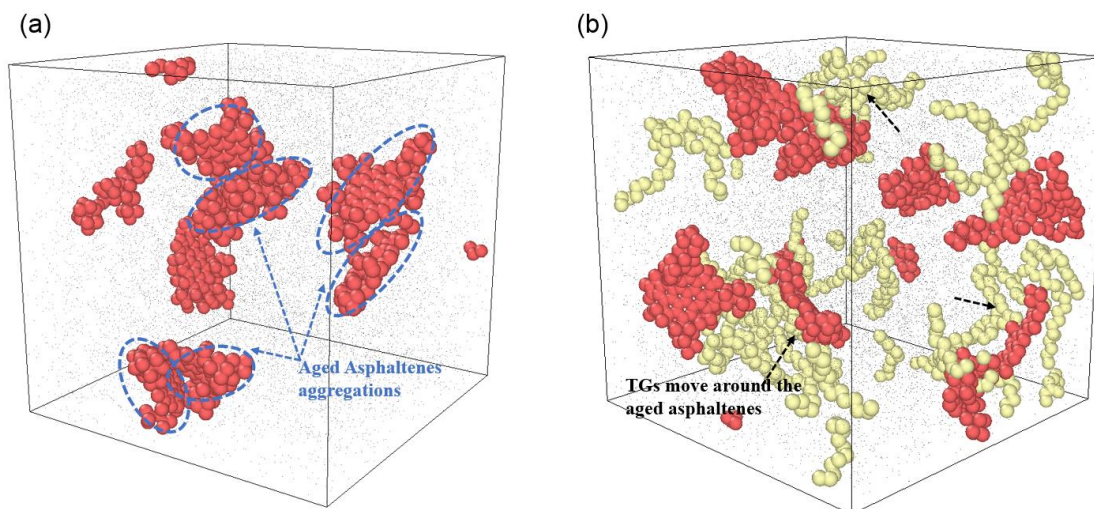 (a)
(b)
Aged Asphaltenes
aggregations
TGs move around the
aged asphaltenes